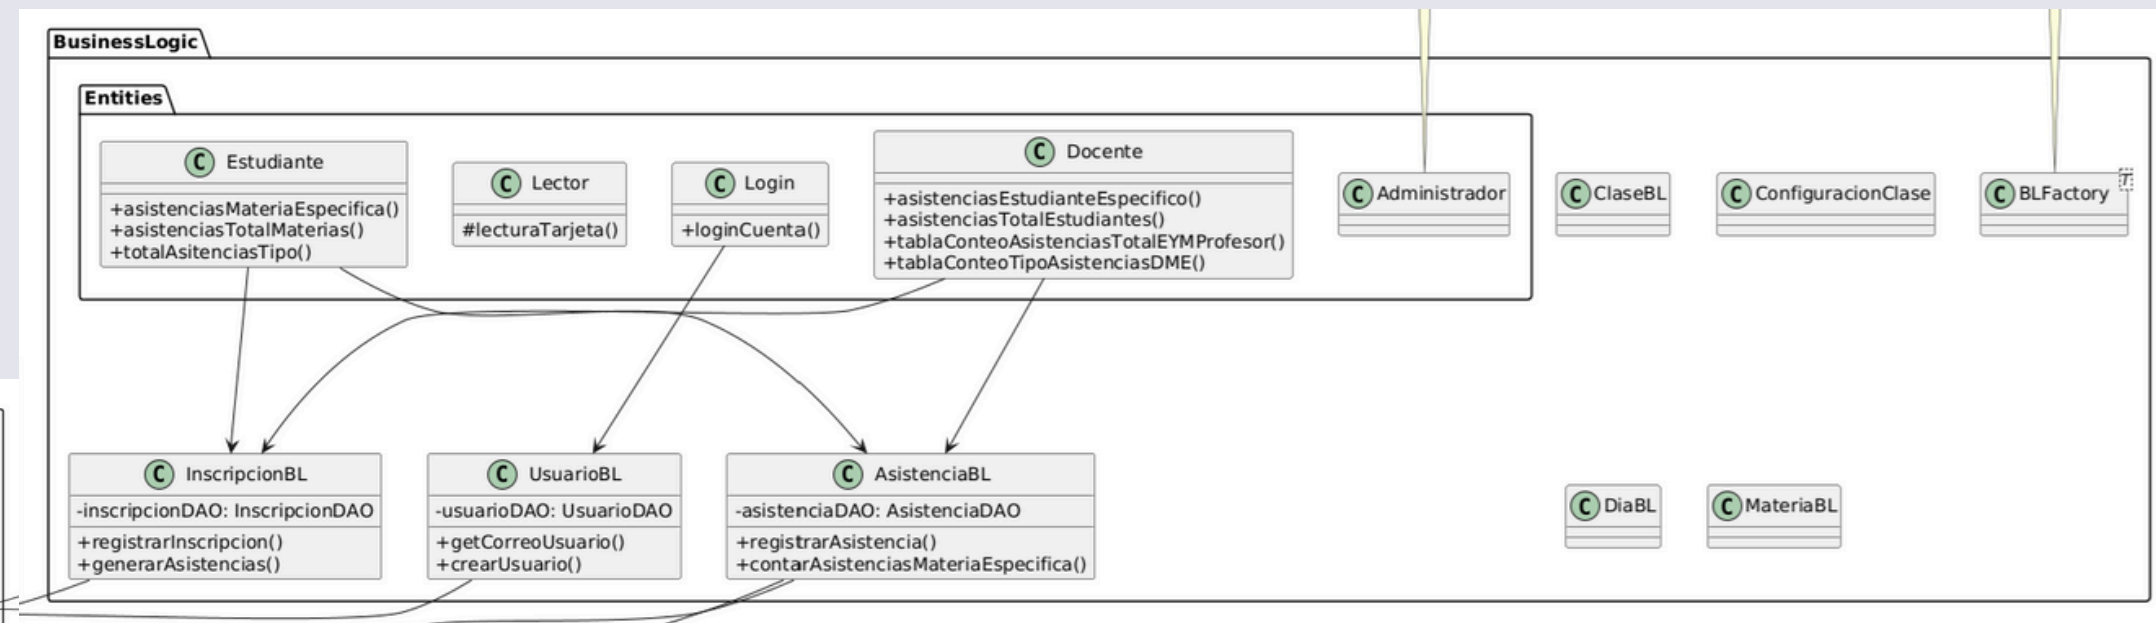 BusinessLogic
Entities
C Estudiante
+asistenciasMateriaEspecifica()
+asistenciasTotalMaterias()
+totalAsitenciasTipo()
C Lector
#lecturaTarjeta()
C Login
+loginCuenta()
C Docente
+asistenciasEstudianteEspecifico()
+asistenciasTotalEstudiantes()
+tablaConteoAsistenciasTotalEYMProfesor()
+tablaConteoTipoAsistenciasDME()
C Administrador
C ClaseBL
C ConfiguracionClase
C BLFactory T
C InscripcionBL
-inscripcionDAO: InscripcionDAO
+registrarInscripcion()
+generarAsistencias()
C UsuarioBL
-usuarioDAO: UsuarioDAO
+getCorreoUsuario()
+crearUsuario()
C AsistenciaBL
-asistenciaDAO: AsistenciaDAO
+registrarAsistencia()
+contarAsistenciasMateriaEspecifica()
C DiaBL
C MateriaBL